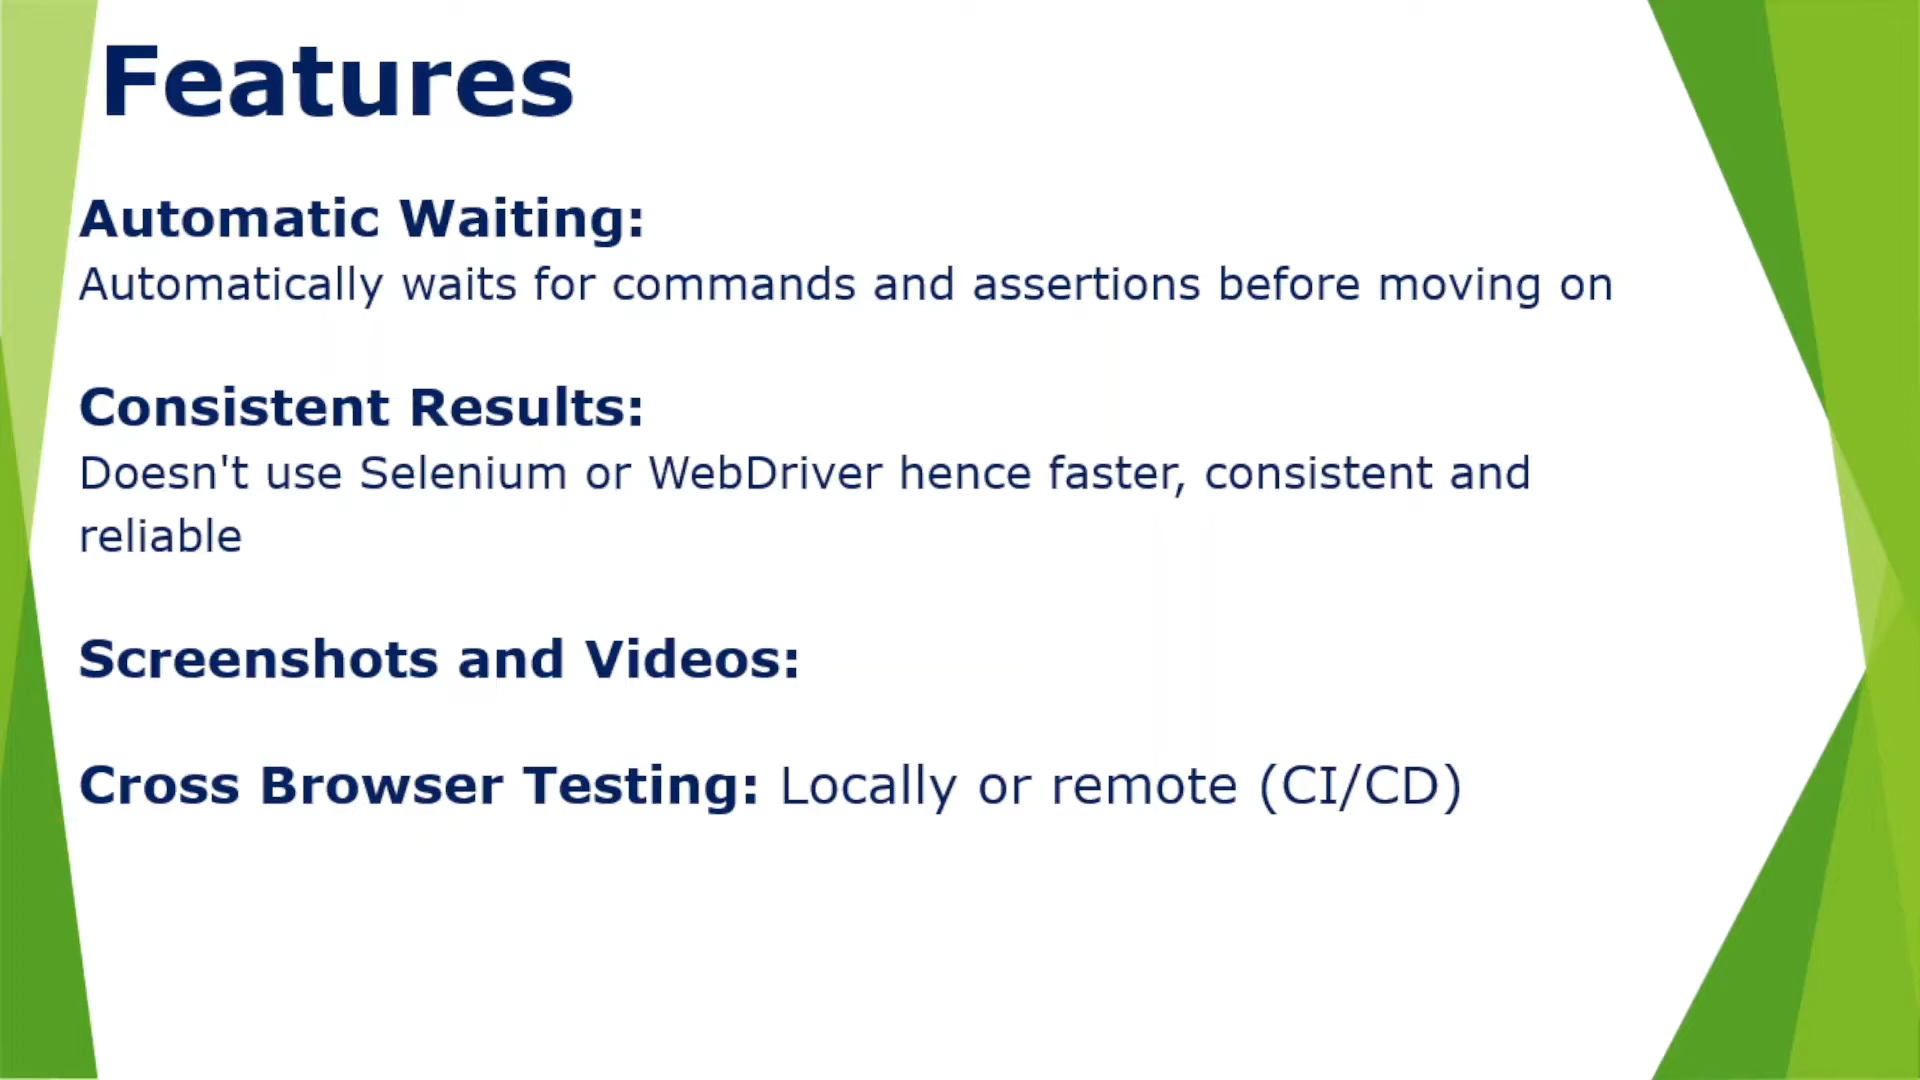 Features
Automatic Waiting:
Automatically waits for commands and assertions before moving on
Consistent Results:
Doesn't use Selenium or WebDriver hence faster, consistent and
reliable
Screenshots and Videos:
Cross Browser Testing: Locally or remote (CI/CD)